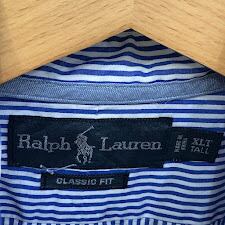 Ralph Lauren
XLT
TALL
CLASSIC FIT